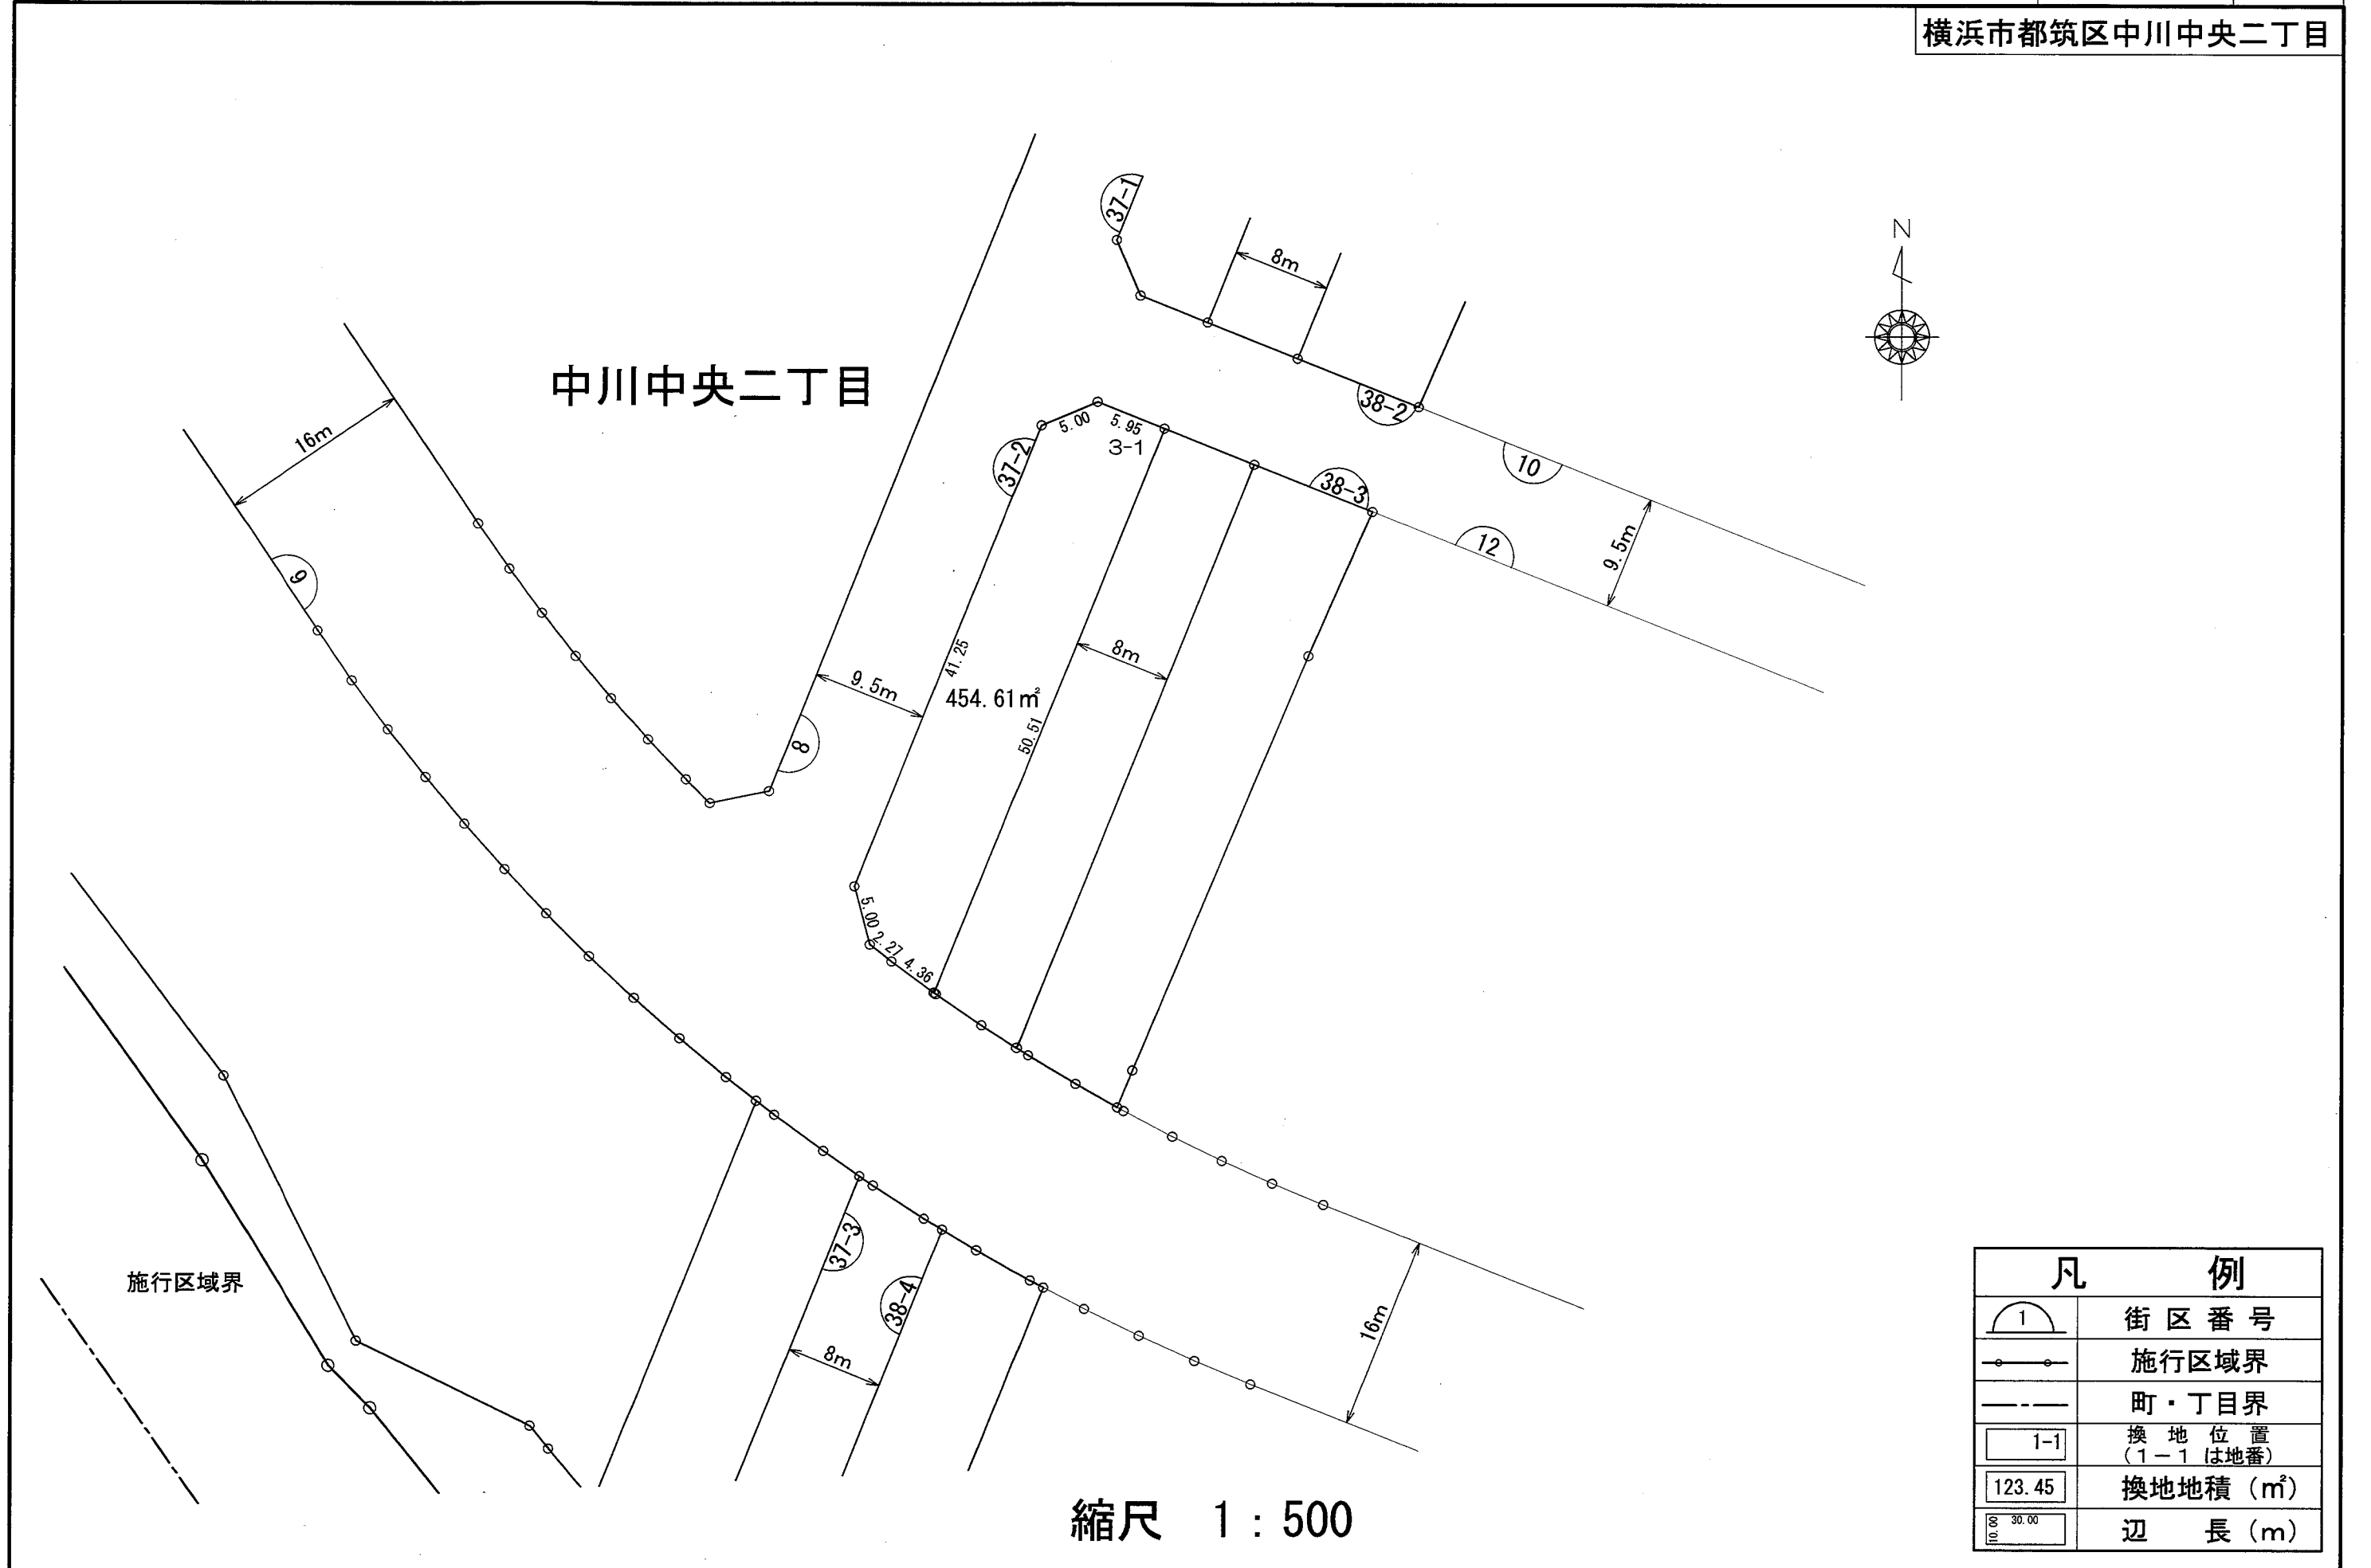 横浜市都筑区中川中央二丁目
37-1
N
8m
中川中央二丁目
38-2
16m
5.00
5.95
3-1
37-2
10
38-3
12
9.5m
9
41.25
8m
9.5m
454.61㎡
50.51
8
5.00
2.27
4.36
37-3
施行区域界
38-4
16m
8m
凡 例
1 街区番号
施行区域界
町・丁目界
1-1 換地位置
(1－1 は地番)
123.45 換地地積(㎡)
10.00 30.00 辺 長(m)
縮尺 1:500